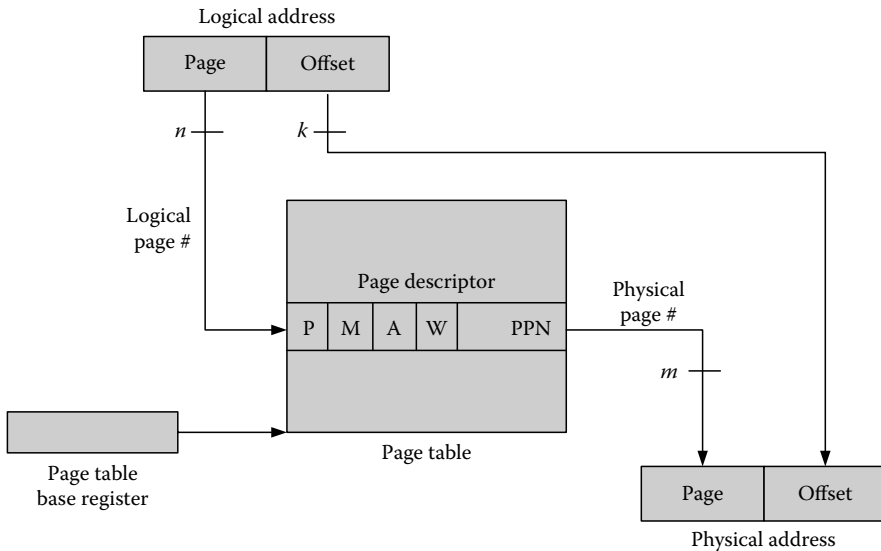 Logical address
Page Offset
n k
Logical
page #
Page descriptor
P M A W PPN
Physical
page #
m
Page table
base register
Page table
Page Offset
Physical address